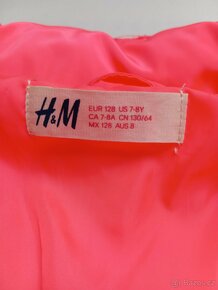 H&M
EUR 128 US 7-8Y
CA 7-8A CN 130/64
MX 128 AUS 8